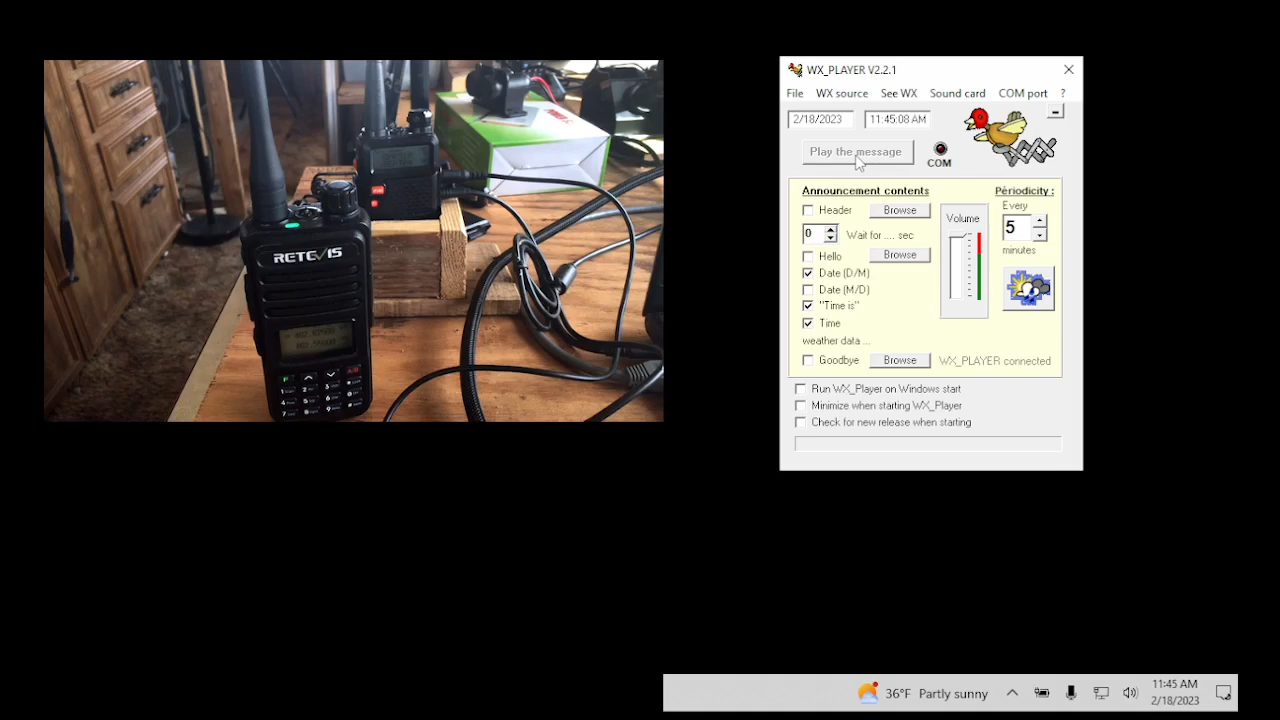 RETEVIS
WX_PLAYER V2.2.1
File WX source See WX Sound card COM port ?
2/18/2023 11:45:08 AM
Play the message
COM
Announcement contents
Périodicity :
Header Browse
Every
Volume
5
0 Wait for .... sec
minutes
Hello Browse
Date (D/M)
Date (M/D)
"Time is"
Time
weather data ...
Goodbye Browse WX_PLAYER connected
Run WX_Player on Windows start
Minimize when starting WX_Player
Check for new release when starting
36°F Partly sunny
11:45 AM
2/18/2023